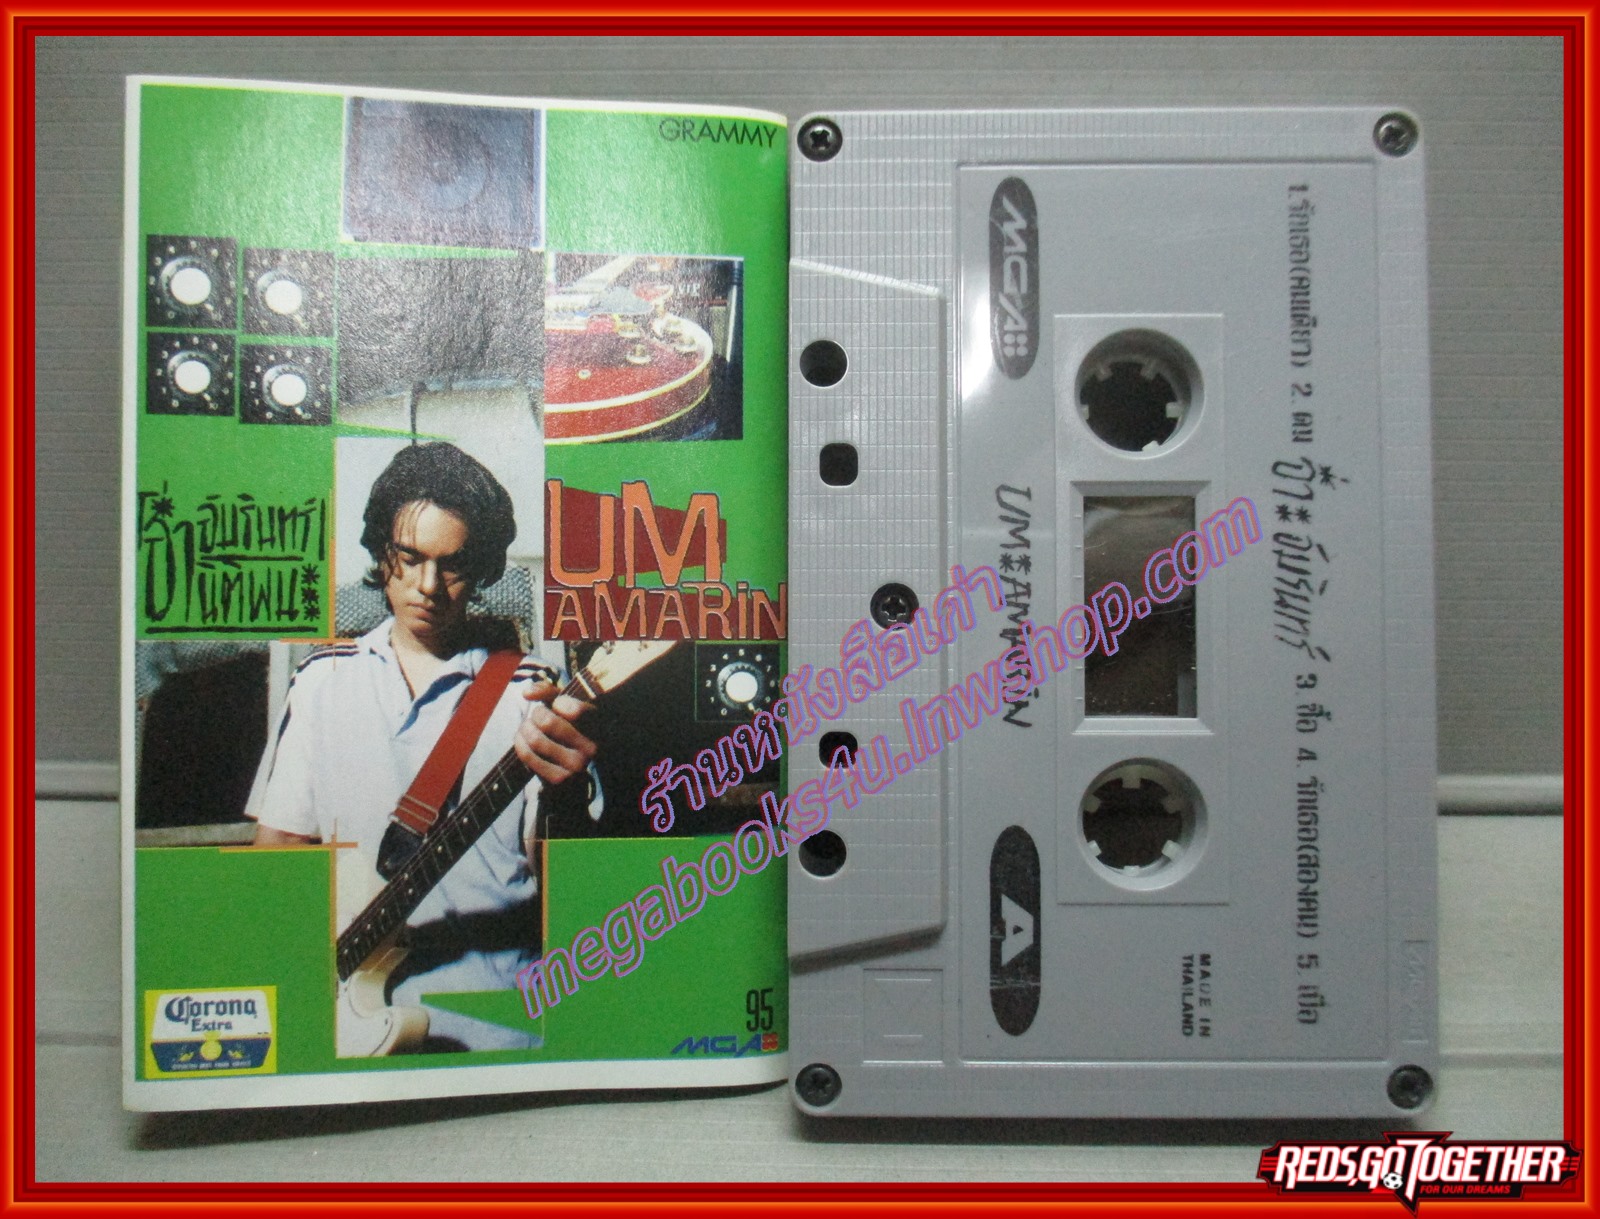 GRAMMY
อ่ำ อัมรินทร์
นิติพน
UM
AMARiN
Corona
Extra
95
MGA
MGA
UM AMARiN
A
อำ อัมรินทร์
1.รักเธอ(คนเดียว) 2. คน 3 ซื้อ 4. รักเธอ(สองคน) 5. เบื่อ
MADE IN
THAILAND
ร้านหนังสือเก่า
megabooks4u.lnwshop.com
REDS,GO TOGETHER
FOR OUR DREAMS